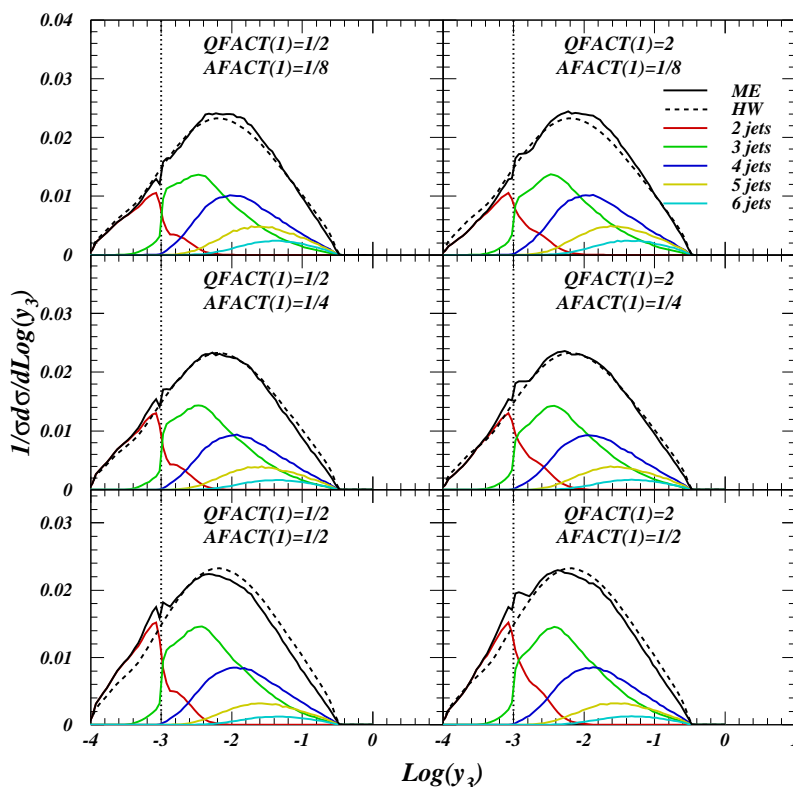 0.04
QFACT(1)=1/2
AFACT(1)=1/8
QFACT(1)=2
AFACT(1)=1/8
ME
HW
2 jets
3 jets
4 jets
5 jets
6 jets
0.03
0.02
0.01
0
QFACT(1)=1/2
AFACT(1)=1/4
QFACT(1)=2
AFACT(1)=1/4
0.03
0.02
0.01
0
1/σdσ/dLog(y3)
QFACT(1)=1/2
AFACT(1)=1/2
QFACT(1)=2
AFACT(1)=1/2
0.03
0.02
0.01
0
-4 -3 -2 -1 0 -4 -3 -2 -1 0 1
Log(y3)